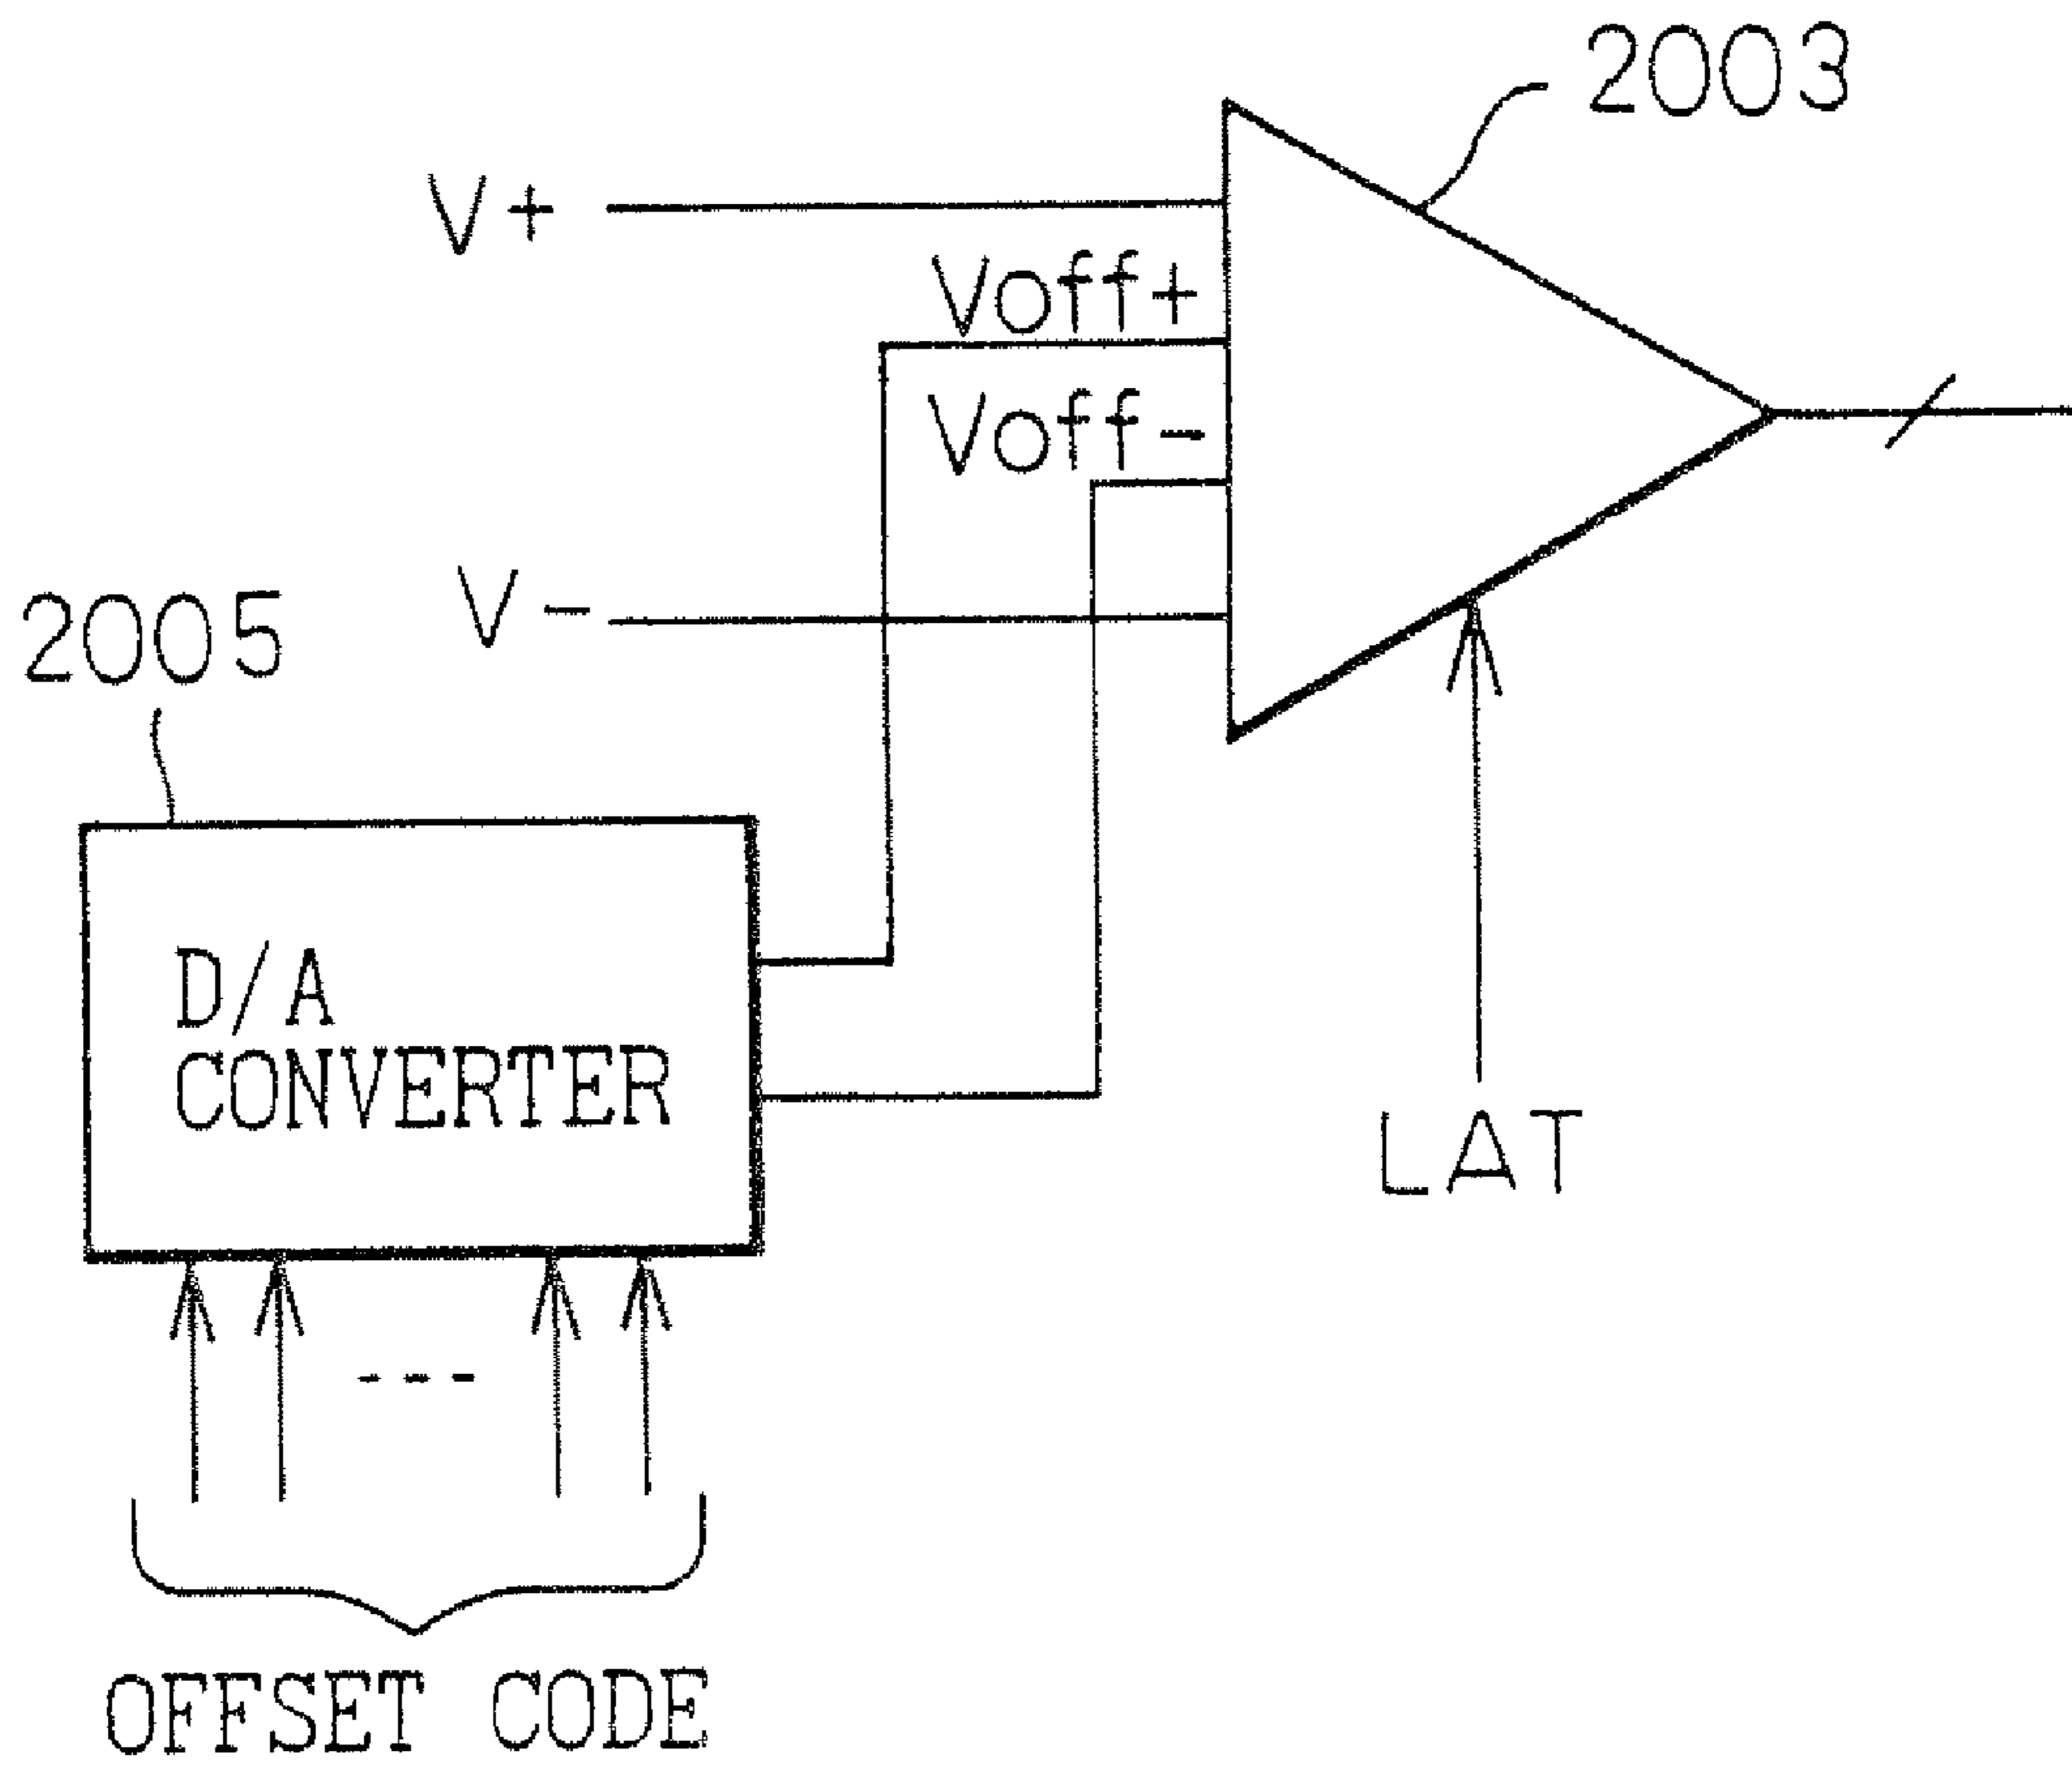 2003
V+
Voff+
Voff-
V-
2005
D/A
CONVERTER
LAT
---
OFFSET CODE